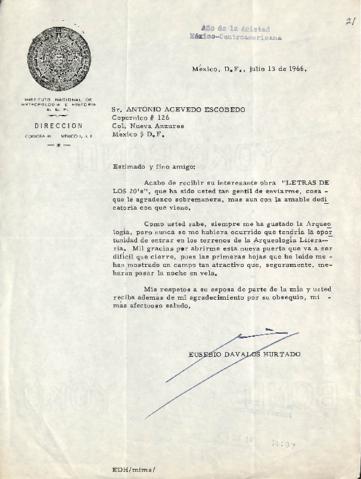 21
Año de la Amistad
México-Centroamericana
México, D.F., julio 13 de 1966.
INSTITUTO NACIONAL DE
ANTROPOLOGIA E HISTORIA
S. E. P.
DIRECCION
CORDOBA 45 MEXICO 7, D. F.
Sr. ANTONIO ACEVEDO ESCOBEDO
Copernico # 126
Col. Nueva Anzures
México 5 D.F.
Estimado y fino amigo:
Acabo de recibir su interesante obra "LETRAS DE
LOS 20's", que ha sido usted tan gentil de enviarme, cosa -
que le agradezco sobremanera, mas aun con la amable dedi
catoria con que viene.
Como usted sabe, siempre me ha gustado la Arqueo
logía, pero nunca se me habíera ocurrido que tendría la opor
tunidad de entrar en los terrenos de la Arqueología Litera-
ria. Mil gracias por abrirme esta nueva puerta que va a ser
difícil que cierre, pues las primeras hojas que he leído me -
han mostrado un campo tan atractivo que, seguramente, me-
harán pasar la noche en vela.
Mis respetos a su esposa de parte de la mía y usted
reciba además de mi agradecimiento por su obsequio, mi -
mas afectuoso saludo.
EUSEBIO DAVALOS HURTADO
EDH/mims/